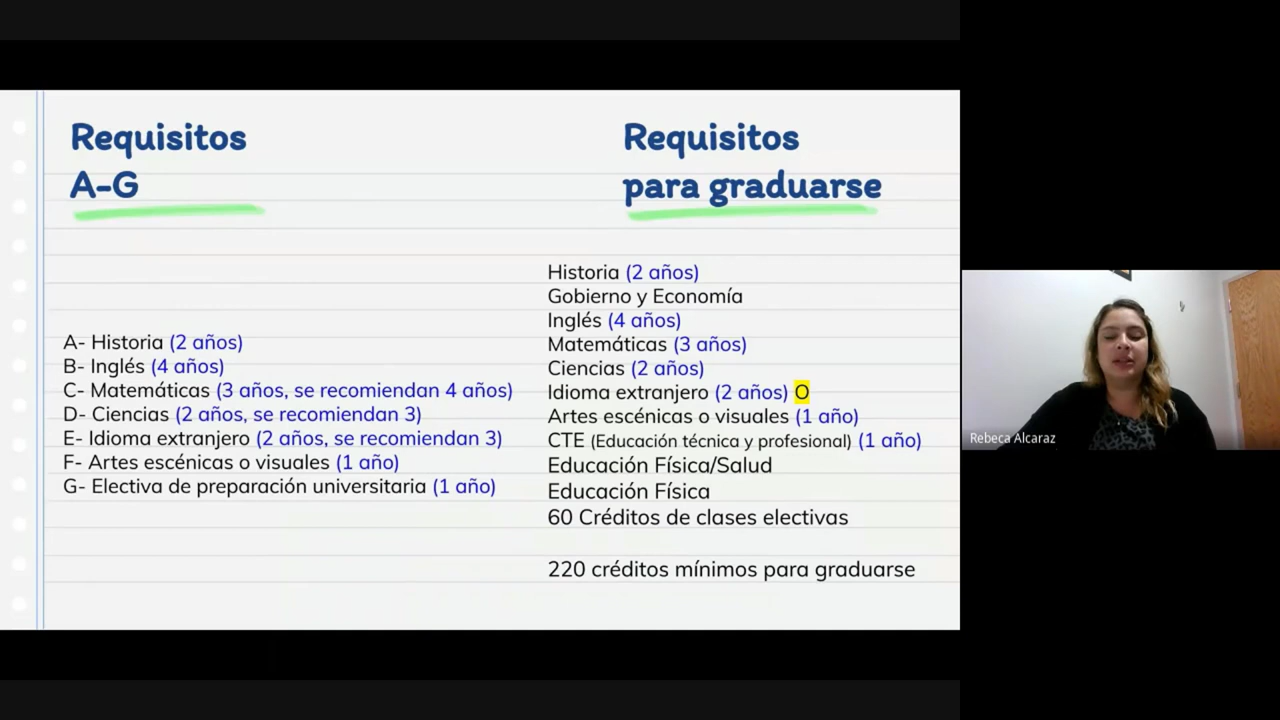 Requisitos
A-G
A- Historia (2 años)
B- Inglés (4 años)
C- Matemáticas (3 años, se recomiendan 4 años)
D- Ciencias (2 años, se recomiendan 3)
E- Idioma extranjero (2 años, se recomiendan 3)
F- Artes escénicas o visuales (1 año)
G- Electiva de preparación universitaria (1 año)
Requisitos
para graduarse
Historia (2 años)
Gobierno y Economía
Inglés (4 años)
Matemáticas (3 años)
Ciencias (2 años)
Idioma extranjero (2 años) O
Artes escénicas o visuales (1 año)
CTE (Educación técnica y profesional) (1 año)
Educación Física/Salud
Educación Física
60 Créditos de clases electivas
220 créditos mínimos para graduarse
Rebeca Alcaraz